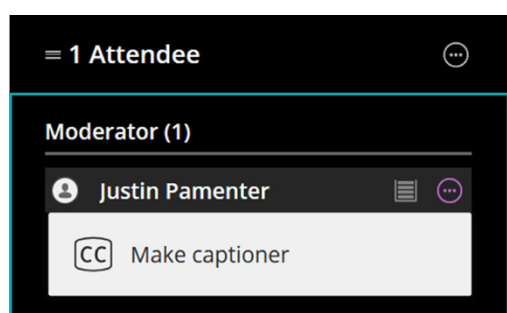 1 Attendee
Moderator (1)
Justin Pamenter
CC Make captioner